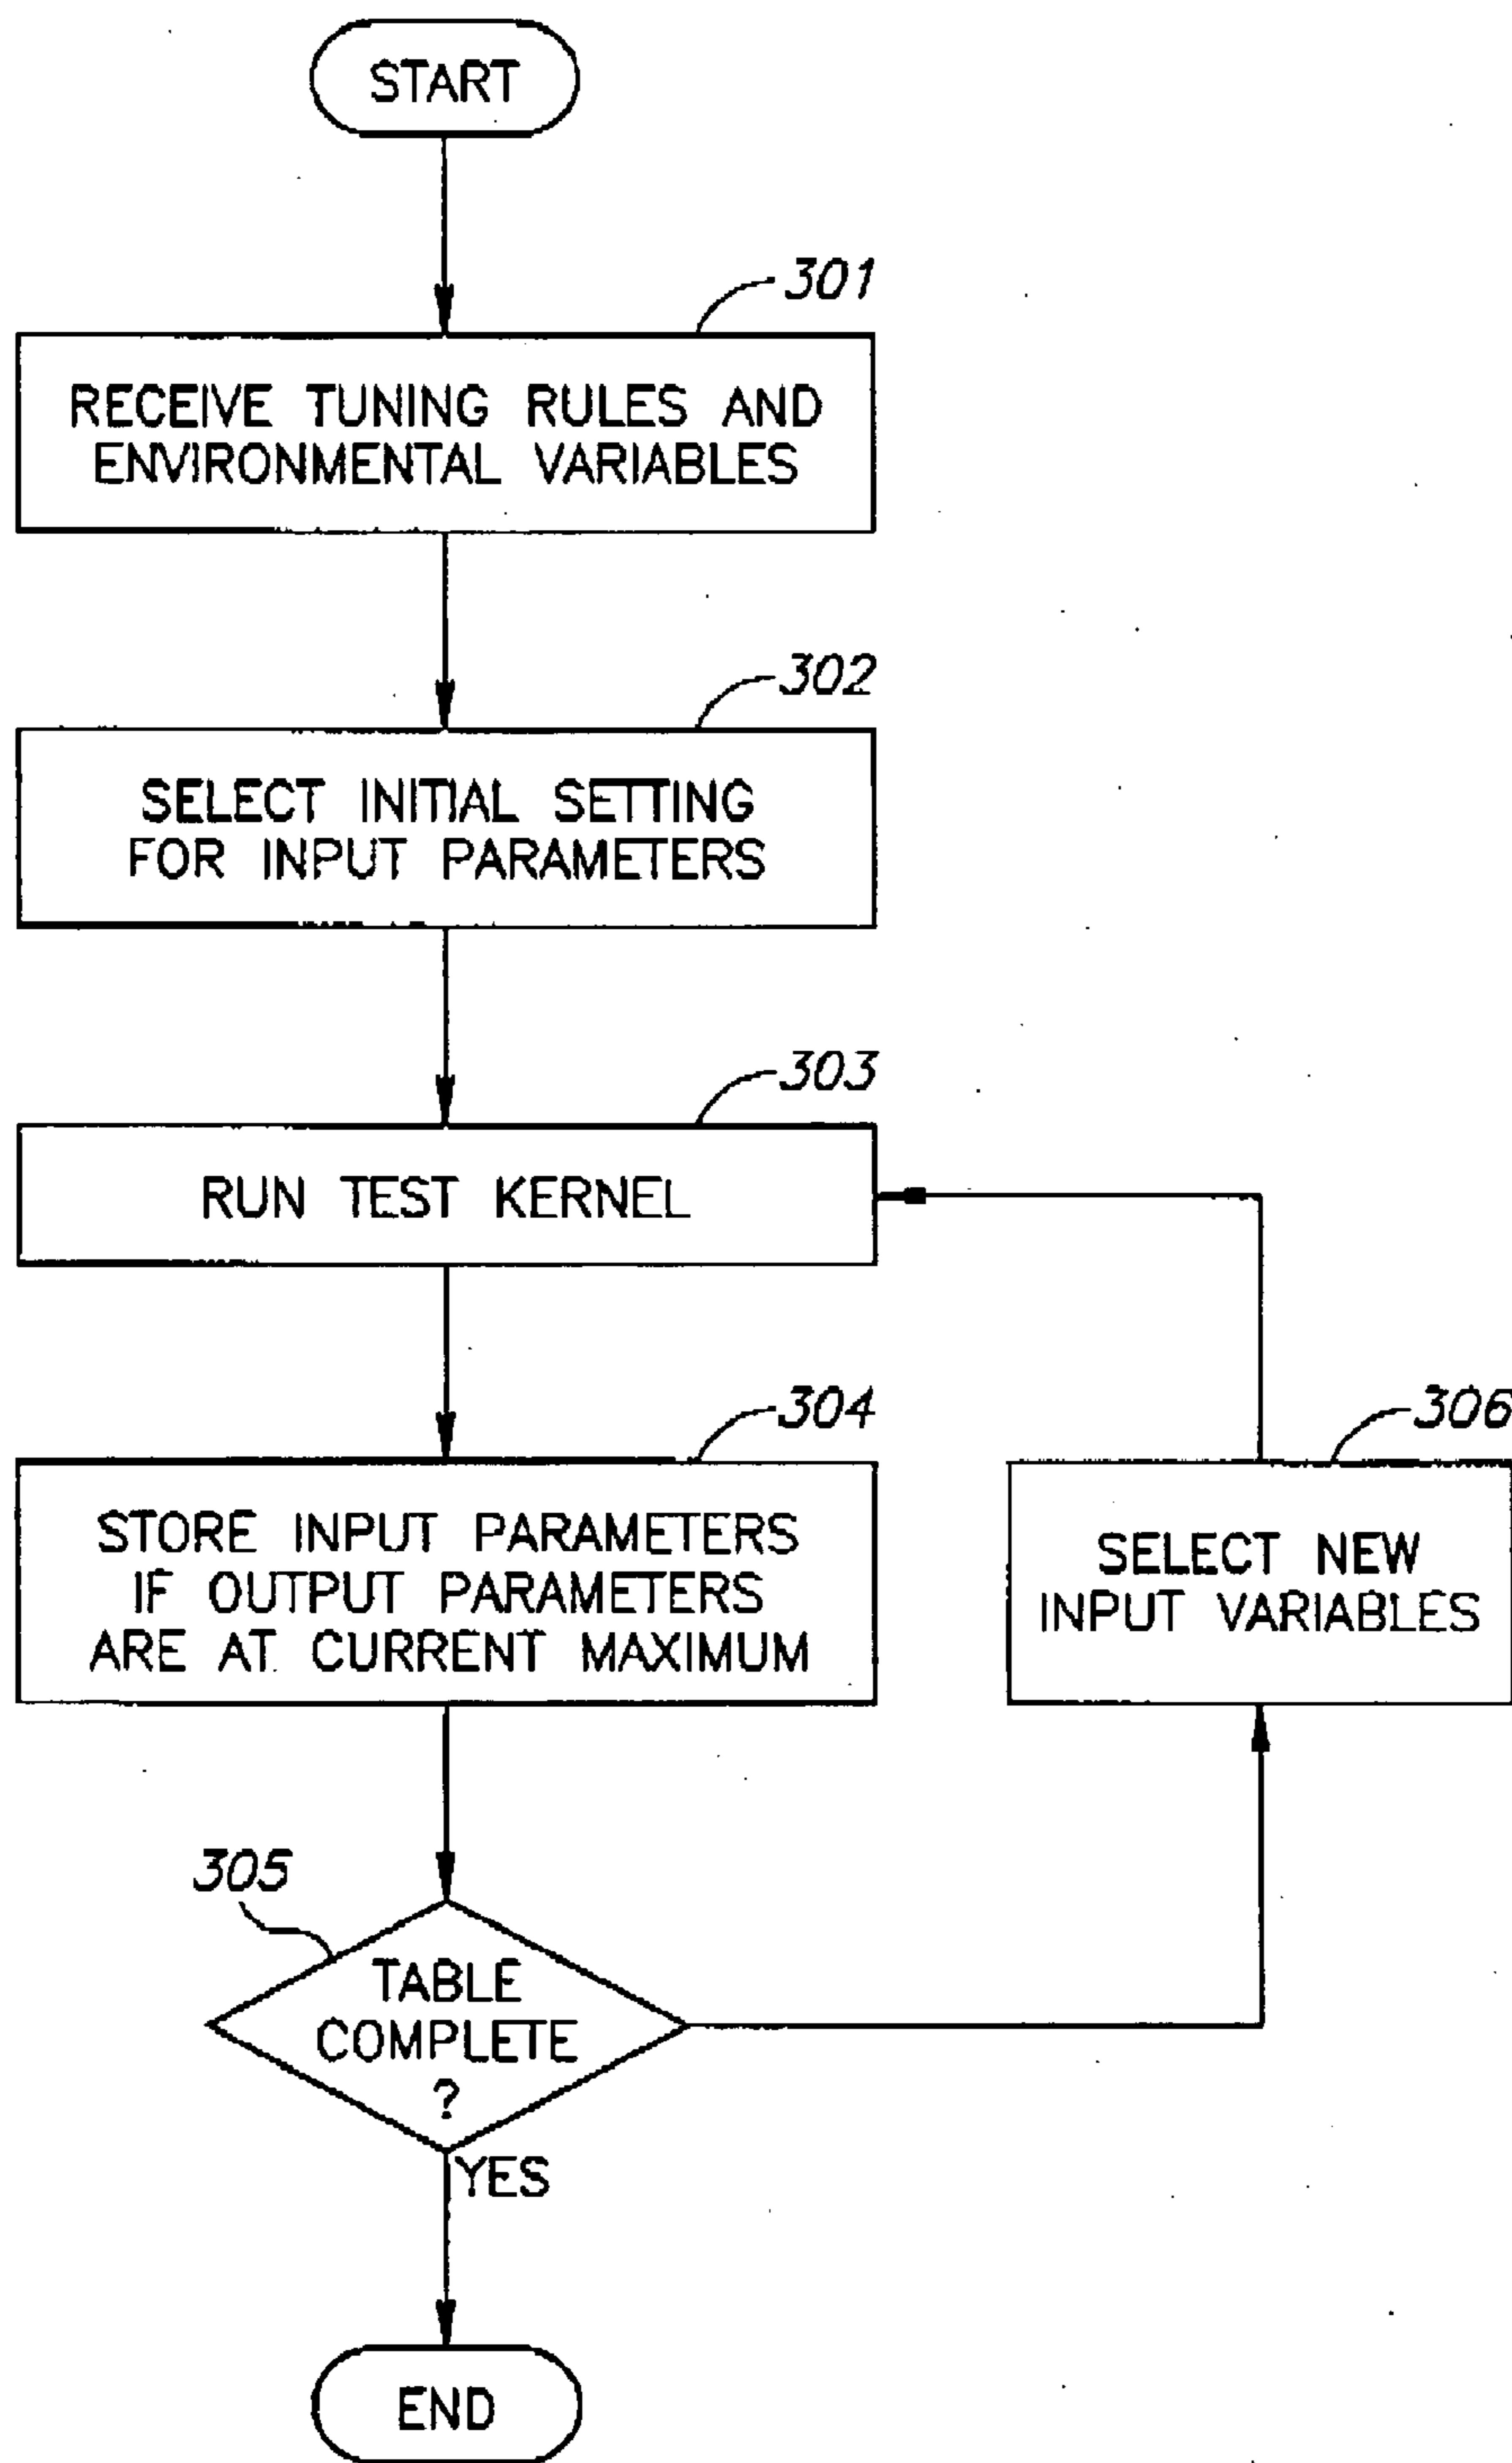 START
301
RECEIVE TUNING RULES AND
ENVIRONMENTAL VARIABLES
302
SELECT INITIAL SETTING
FOR INPUT PARAMETERS
303
RUN TEST KERNEL
304
STORE INPUT PARAMETERS
IF OUTPUT PARAMETERS
ARE AT CURRENT MAXIMUM
306
SELECT NEW
INPUT VARIABLES
305
TABLE
COMPLETE
?
YES
END